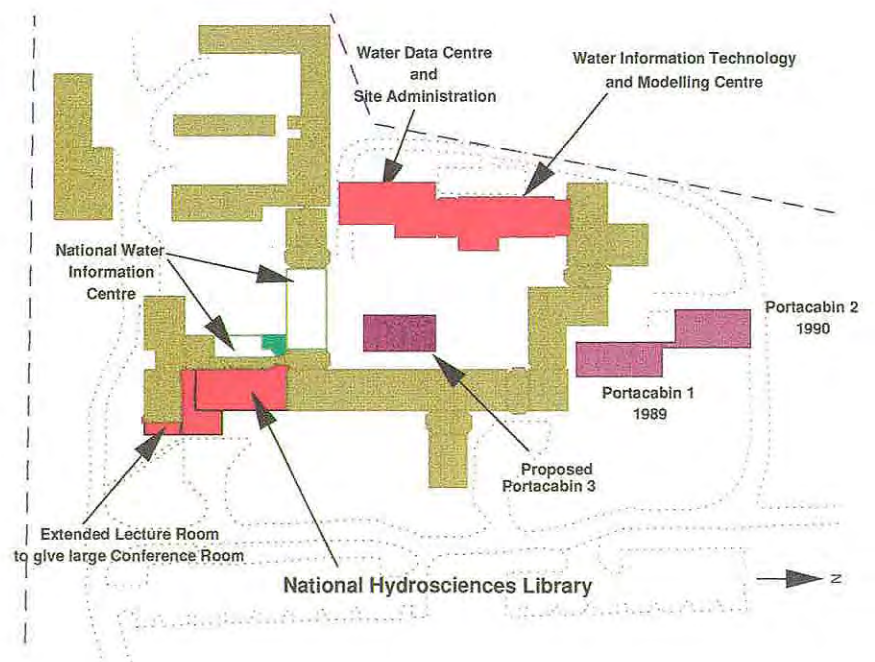 Water Data Centre
and
Site Administration
Water Information Technology
and Modelling Centre
National Water
Information
Centre
Portacabin 2
1990
Portacabin 1
1989
Proposed
Portacabin 3
Extended Lecture Room
to give large Conference Room
National Hydrosciences Library
N